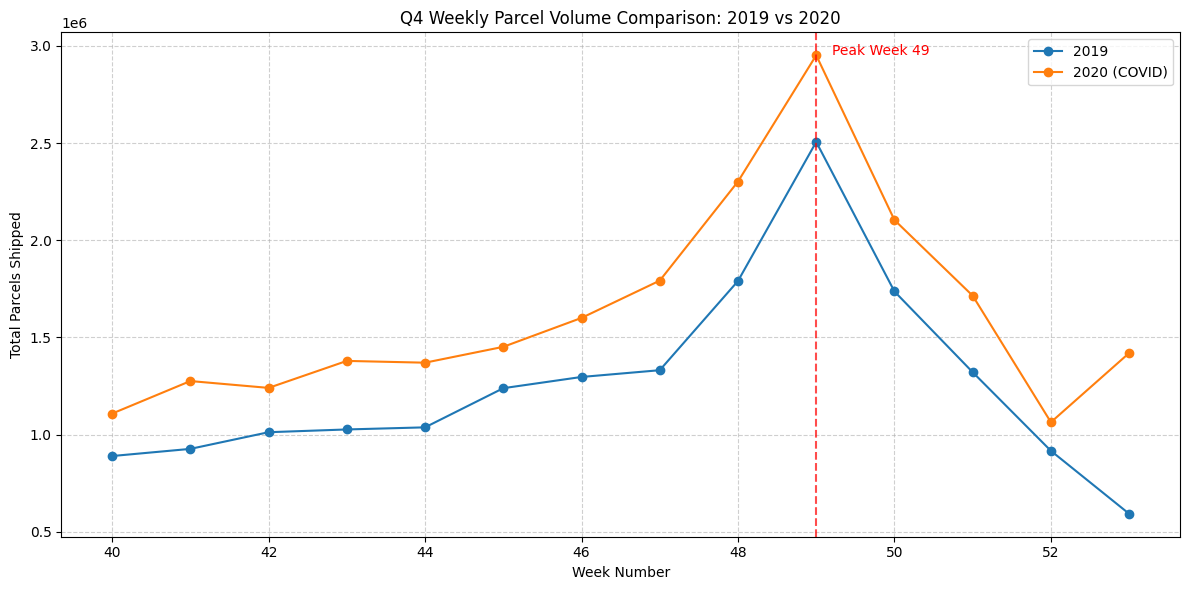 Q4 Weekly Parcel Volume Comparison: 2019 vs 2020
1e6
3.0
2.5
2.0
1.5
1.0
0.5
Total Parcels Shipped
Peak Week 49
2019
2020 (COVID)
40 42 44 46 48 50 52
Week Number